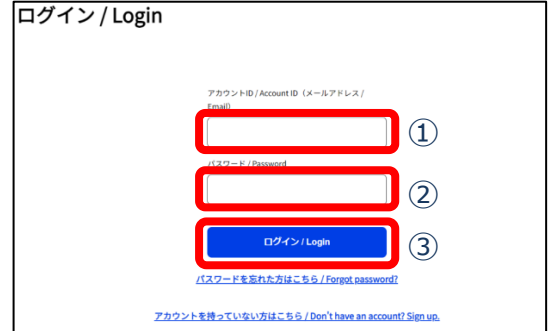 ログイン / Login
アカウントID / Account ID（メールアドレス /
Email）
①
パスワード / Password
②
ログイン / Login
③
パスワードを忘れた方はこちら / Forgot password?
アカウントを持っていない方はこちら / Don't have an account? Sign up.